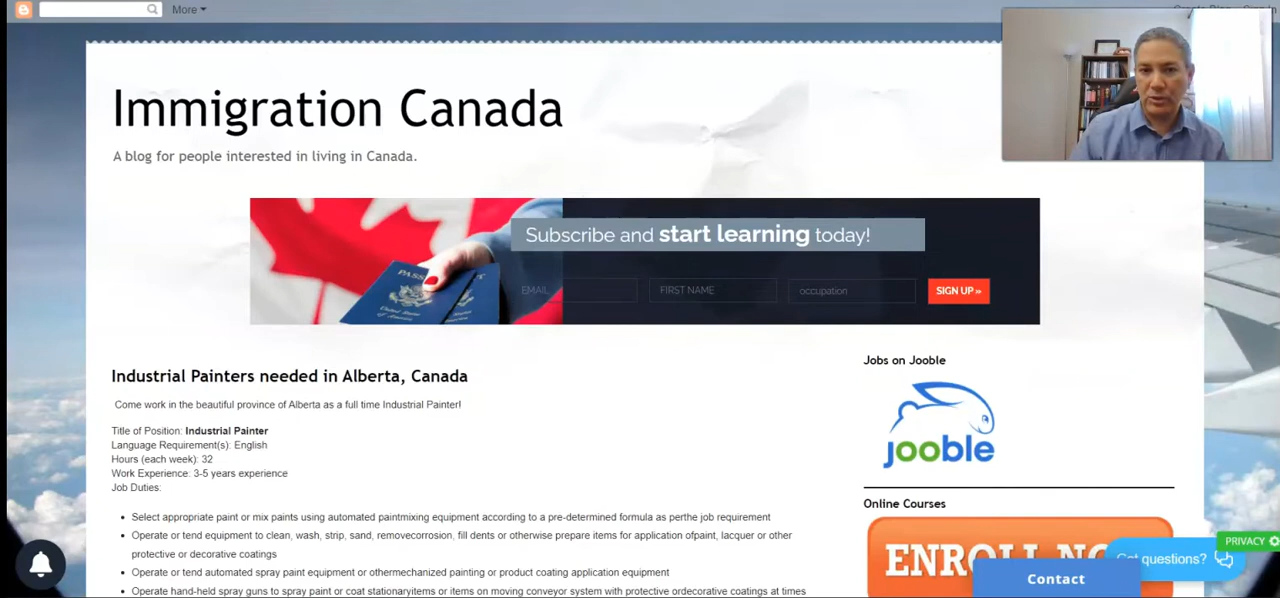 More
Create Blog Sign In
Immigration Canada
A blog for people interested in living in Canada.
Subscribe and start learning today!
EMAIL
FIRST NAME
occupation
SIGN UP »
Industrial Painters needed in Alberta, Canada
Come work in the beautiful province of Alberta as a full time Industrial Painter!
Title of Position: Industrial Painter
Language Requirement(s): English
Hours (each week): 32
Work Experience: 3-5 years experience
Job Duties:
Select appropriate paint or mix paints using automated paintmixing equipment according to a pre-determined formula as perthe job requirement
Operate or tend equipment to clean, wash, strip, sand, removecorrosion, fill dents or otherwise prepare items for application ofpaint, lacquer or other
protective or decorative coatings
Operate or tend automated spray paint equipment or othermechanized painting or product coating application equipment
Operate hand-held spray guns to spray paint or coat stationaryitems or items on moving conveyor system with protective ordecorative coatings at times
Jobs on Jooble
jooble
Online Courses
ENROLL NO
Got questions?
PRIVACY
Contact